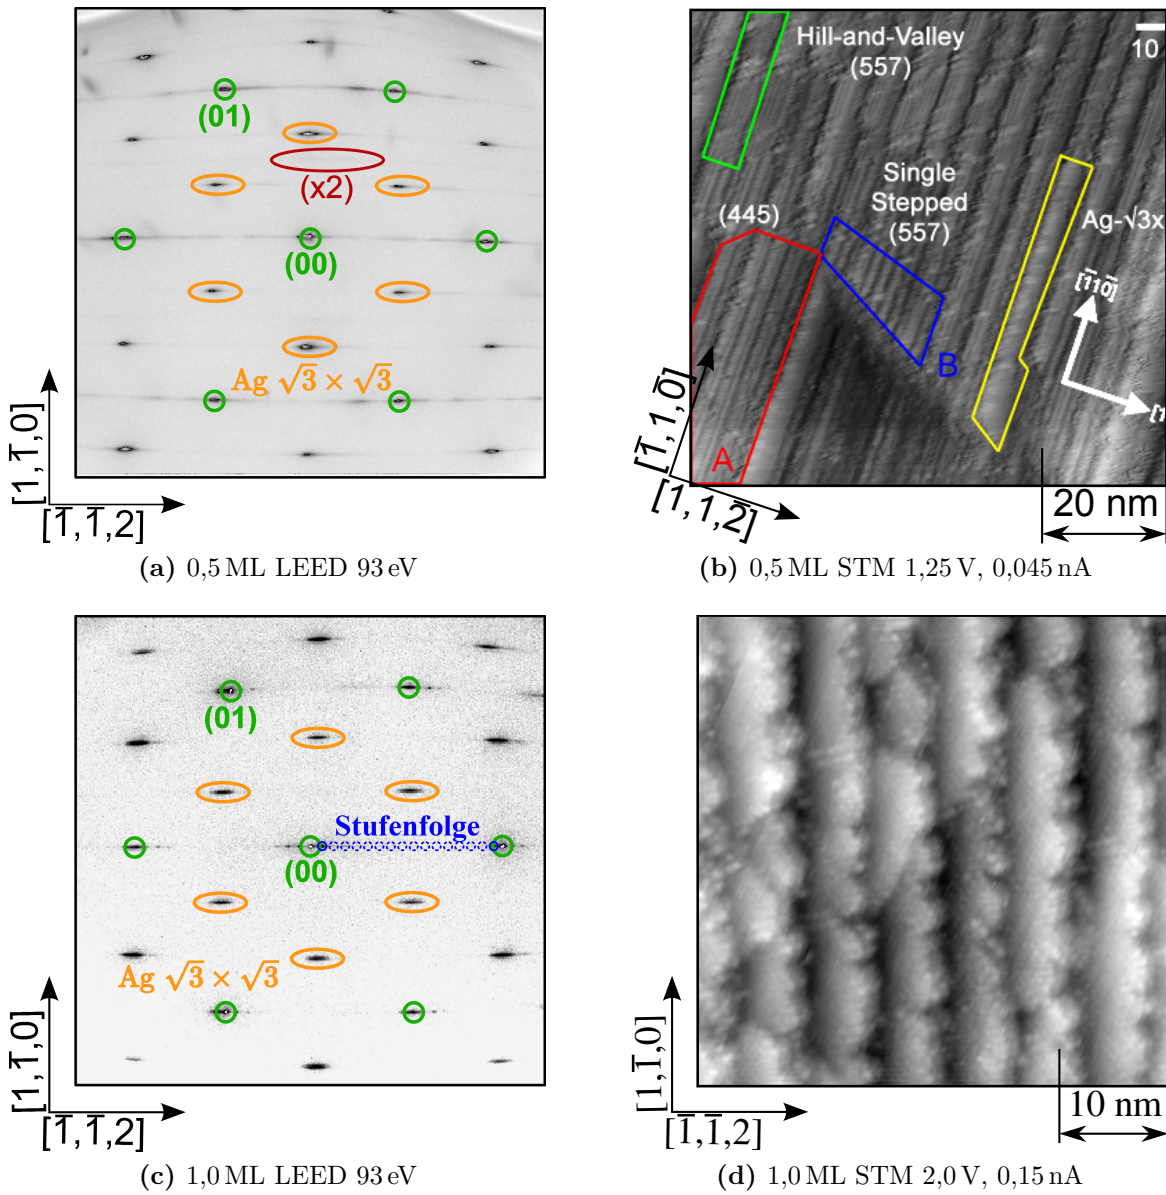 (01)
(x2)
(00)
Ag √3 × √3
[1,1̅,0]
[1̅,1̅,2]
(a) 0,5 ML LEED 93 eV
Hill-and-Valley
(557)
10
Single
Stepped
(557)
(445)
Ag-√3x
[1̅10̅]
B
A
[1
[1̅,1,0̅]
[1,1,2̅]
20 nm
(b) 0,5 ML STM 1,25 V, 0,045 nA
(01)
Stufenfolge
(00)
Ag √3 × √3
[1,1̅,0]
[1̅,1̅,2]
(c) 1,0 ML LEED 93 eV
[1,1̅,0]
[1̅,1̅,2]
10 nm
(d) 1,0 ML STM 2,0 V, 0,15 nA